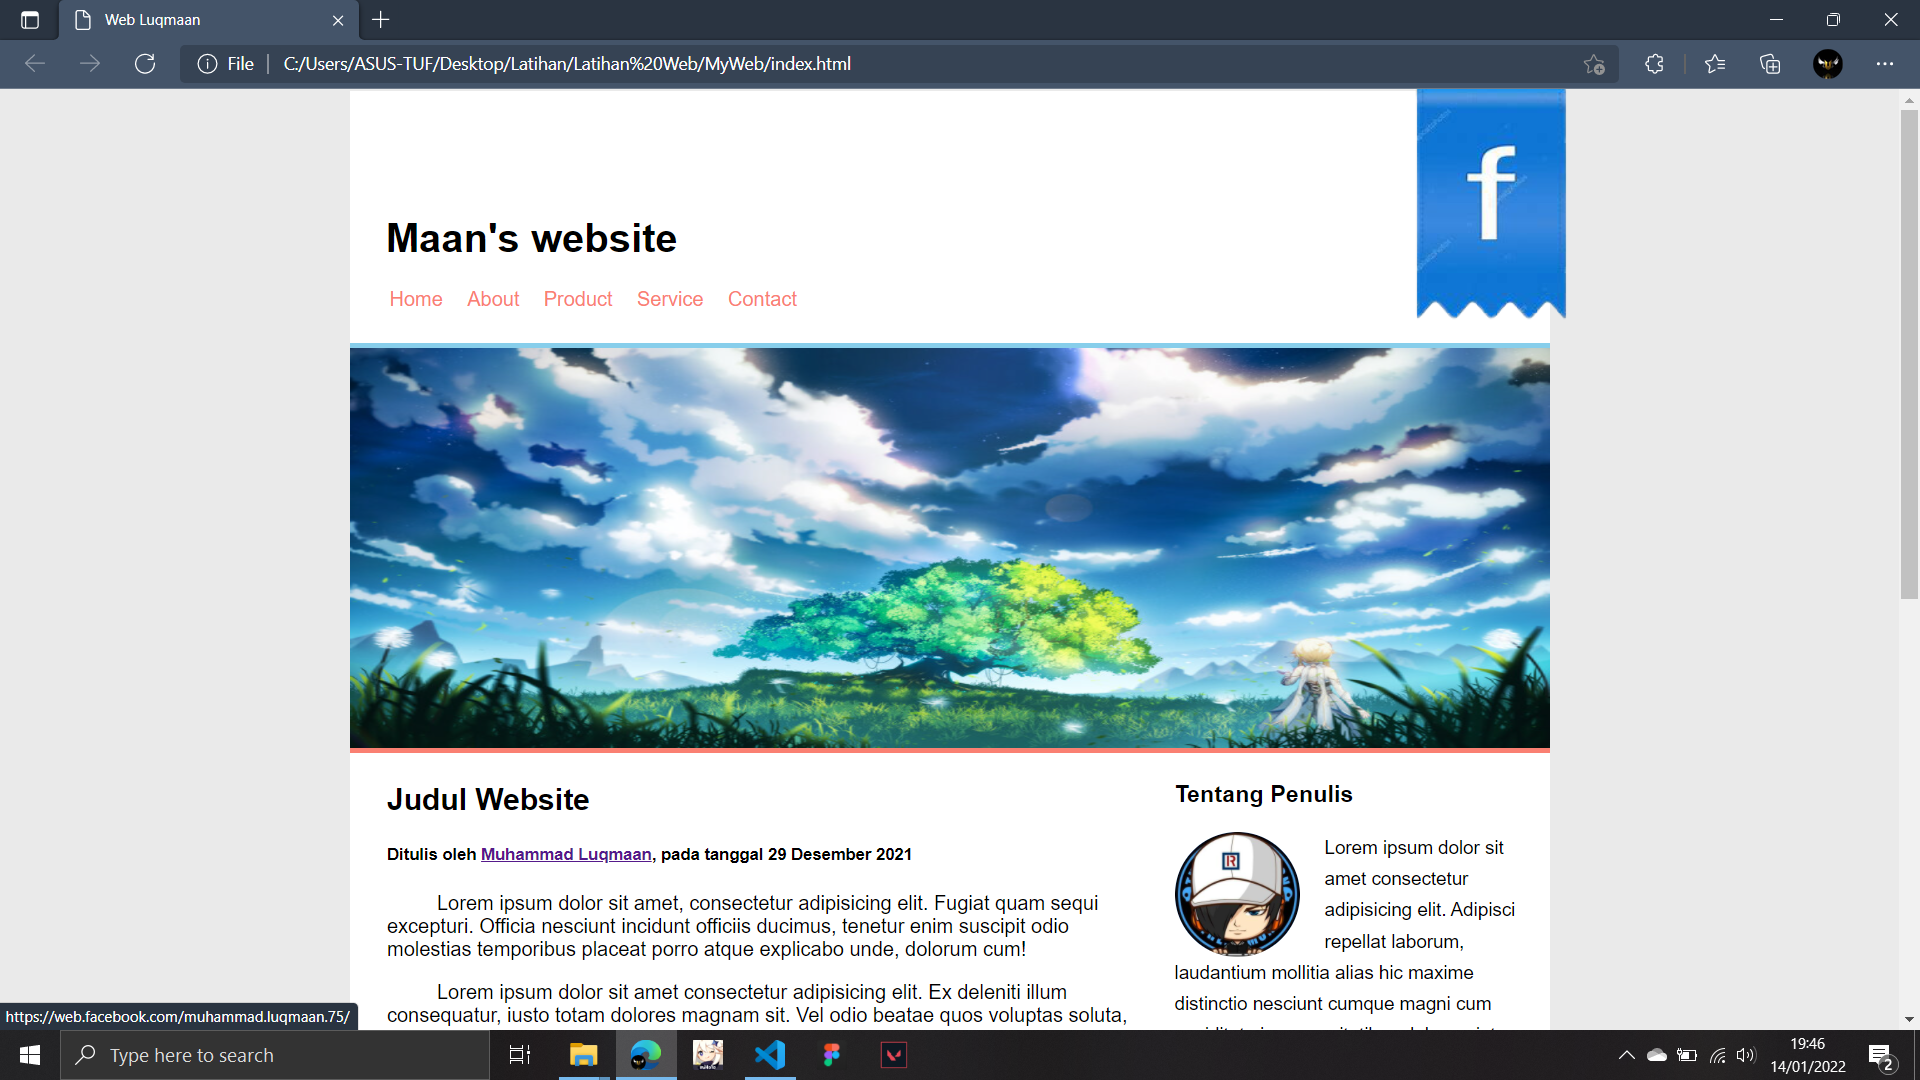 Web Luqmaan
File
C:/Users/ASUS-TUF/Desktop/Latihan/Latihan%20Web/MyWeb/index.html
f
Maan's website
Home About Product Service Contact
Judul Website
Ditulis oleh Muhammad Luqmaan, pada tanggal 29 Desember 2021
Lorem ipsum dolor sit amet, consectetur adipisicing elit. Fugiat quam sequi
excepturi. Officia nesciunt incidunt officiis ducimus, tenetur enim suscipit odio
molestias temporibus placeat porro atque explicabo unde, dolorum cum!
Lorem ipsum dolor sit amet consectetur adipisicing elit. Ex deleniti illum
consequatur, iusto totam dolores magnam sit. Vel odio beatae quos voluptas soluta,
Tentang Penulis
R
Lorem ipsum dolor sit
amet consectetur
adipisicing elit. Adipisci
repellat laborum,
laudantium mollitia alias hic maxime
distinctio nesciunt cumque magni cum
https://web.facebook.com/muhammad.luqmaan.75/
Type here to search
19:46
14/01/2022
2